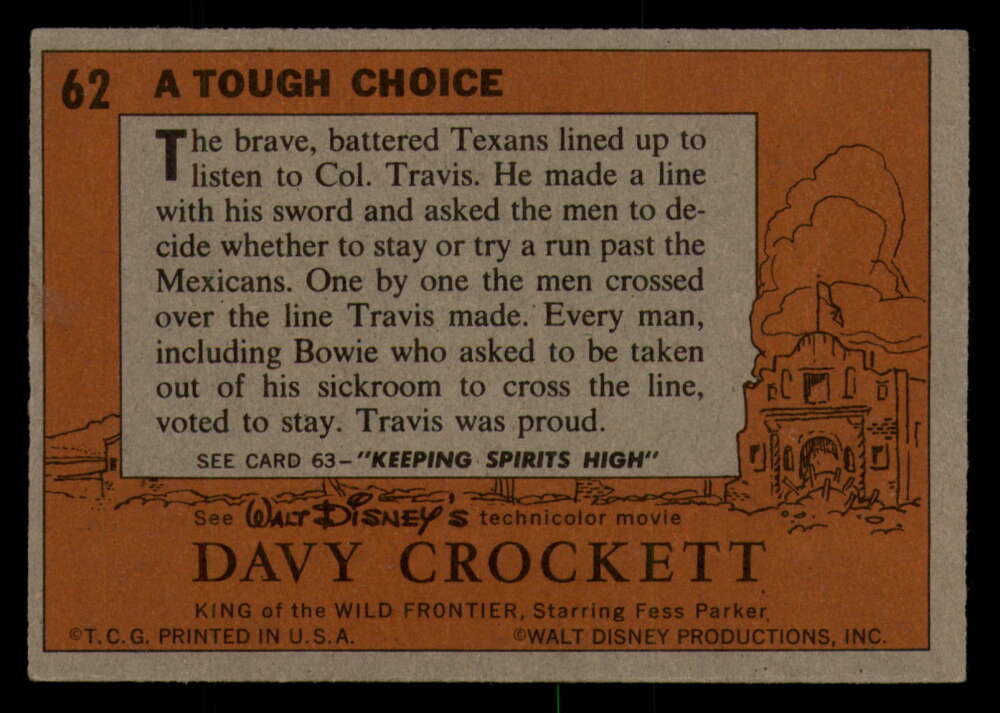 62 A TOUGH CHOICE
The brave, battered Texans lined up to
listen to Col. Travis. He made a line
with his sword and asked the men to de-
cide whether to stay or try a run past the
Mexicans. One by one the men crossed
over the line Travis made. Every man,
including Bowie who asked to be taken
out of his sickroom to cross the line,
voted to stay. Travis was proud.
SEE CARD 63-"KEEPING SPIRITS HIGH"
See WALT DISNEY'S technicolor movie
DAVY CROCKETT
KING of the WILD FRONTIER, Starring Fess Parker
©T.C.G. PRINTED IN U.S.A. ©WALT DISNEY PRODUCTIONS, INC.